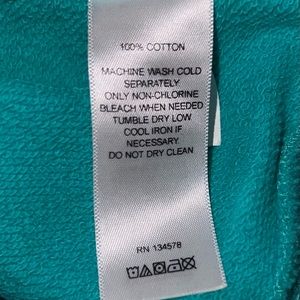 100% COTTON
MACHINE WASH COLD
SEPARATELY
ONLY NON-CHLORINE
BLEACH WHEN NEEDED
TUMBLE DRY LOW
COOL IRON IF
NECESSARY.
DO NOT DRY CLEAN
RN 134578